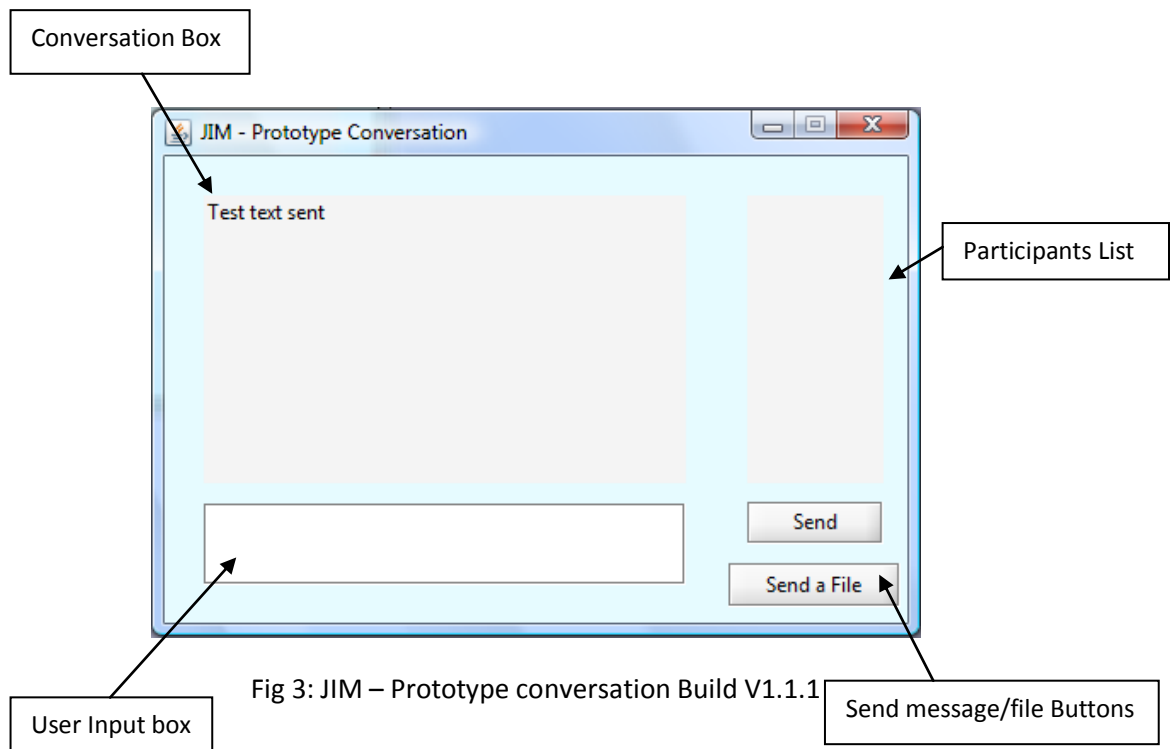 Conversation Box
JIM - Prototype Conversation
Test text sent
Participants List
Send
Send a File
Fig 3: JIM – Prototype conversation Build V1.1.1
User Input box
Send message/file Buttons